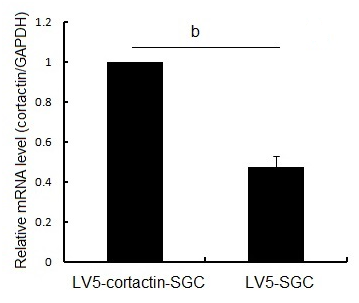 Relative mRNA level (cortactin/GAPDH)
1.2
1
0.8
0.6
0.4
0.2
0
b
LV5-cortactin-SGC
LV5-SGC